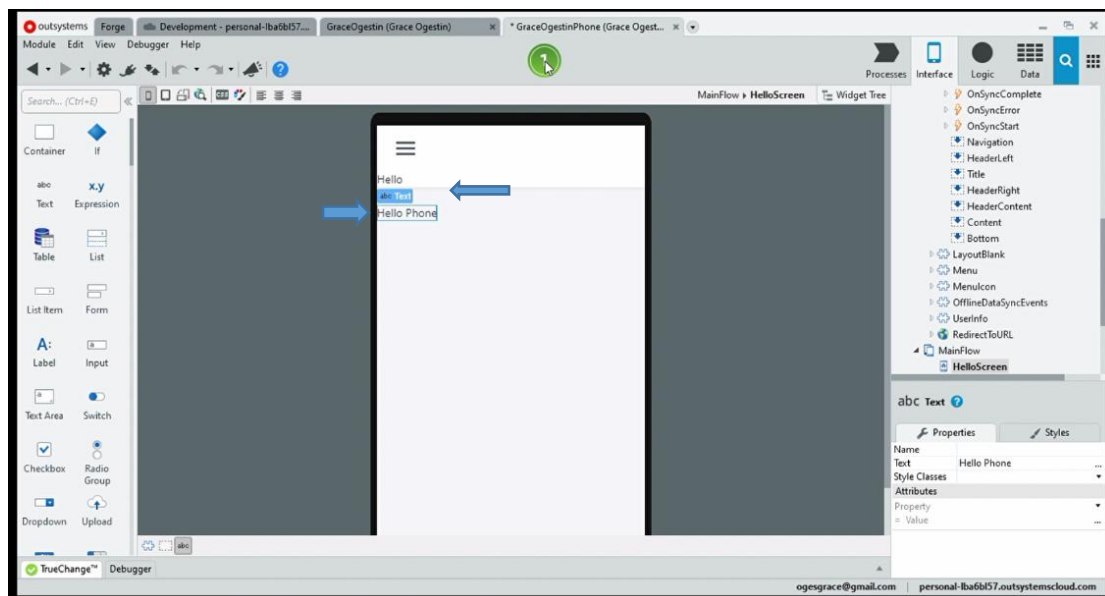 outsystems Forge Development - personal-lba6bl57.... GraceOgestin (Grace Ogestin) × * GraceOgestinPhone (Grace Ogest... ×
Module Edit View Debugger Help
1
Processes Interface Logic Data
Search... (Ctrl+E)
MainFlow HelloScreen Widget Tree
Container If
abc x.y
Text Expression
Table List
List Item Form
A:
Label Input
Text Area Switch
Checkbox Radio Group
Dropdown Upload
Hello
abc Text
Hello Phone
OnSyncComplete
OnSyncError
OnSyncStart
Navigation
HeaderLeft
Title
HeaderRight
HeaderContent
Content
Bottom
LayoutBlank
Menu
MenuIcon
OfflineDataSyncEvents
UserInfo
RedirectToURL
MainFlow
HelloScreen
abc Text ?
Properties Styles
Name
Text Hello Phone ...
Style Classes
Attributes
Property
= Value ...
abc
TrueChange™ Debugger
ogesgrace@gmail.com | personal-lba6bl57.outsystemscloud.com